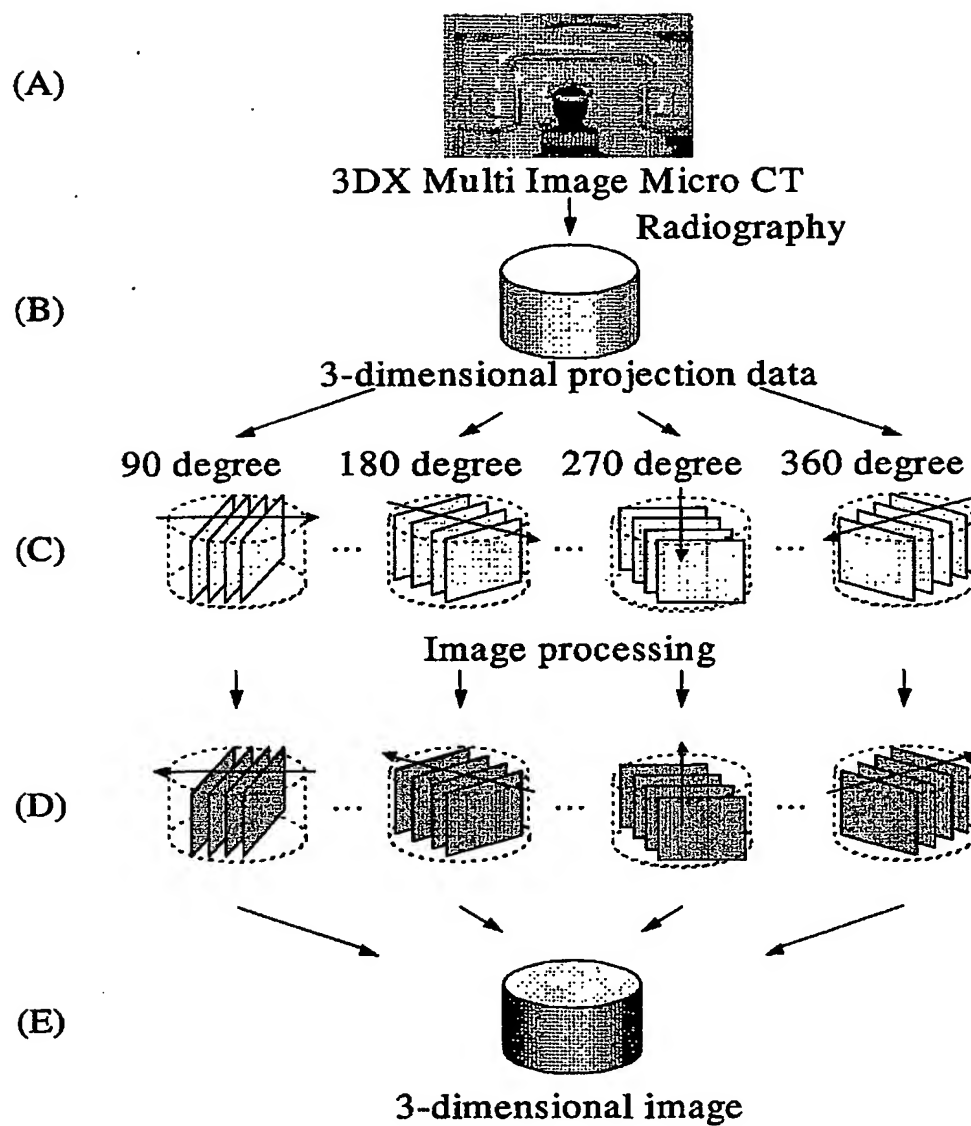 (A)
3DX Multi Image Micro CT
Radiography
(B)
3-dimensional projection data
90 degree 180 degree 270 degree 360 degree
(C) ... ... ...
Image processing
(D) ... ... ...
(E)
3-dimensional image